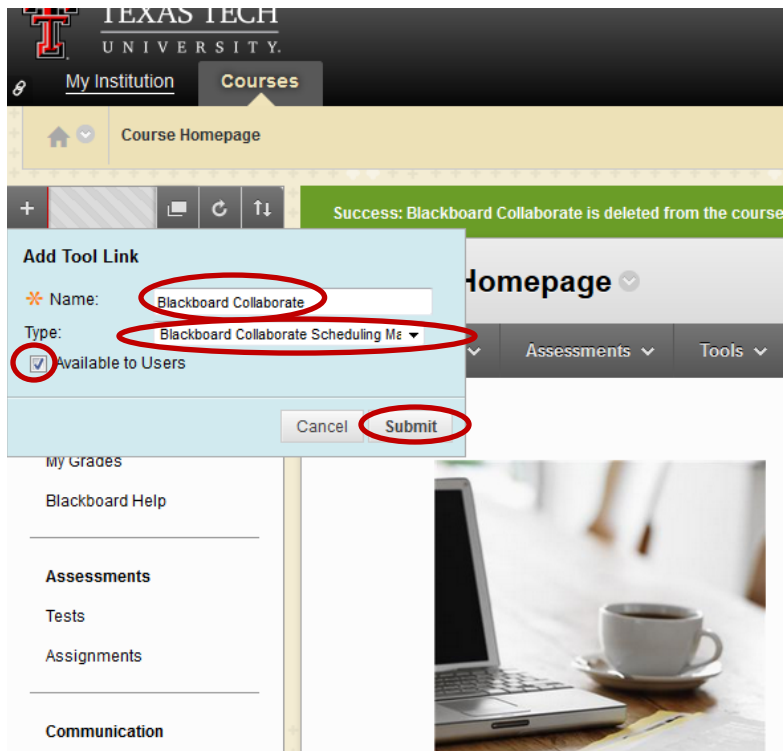 TEXAS TECH
UNIVERSITY.
My Institution
Courses
Course Homepage
Success: Blackboard Collaborate is deleted from the course
Add Tool Link
Name: Blackboard Collaborate
Type: Blackboard Collaborate Scheduling Ma
Available to Users
Cancel Submit
Homepage
Assessments Tools
My Grades
Blackboard Help
Assessments
Tests
Assignments
Communication